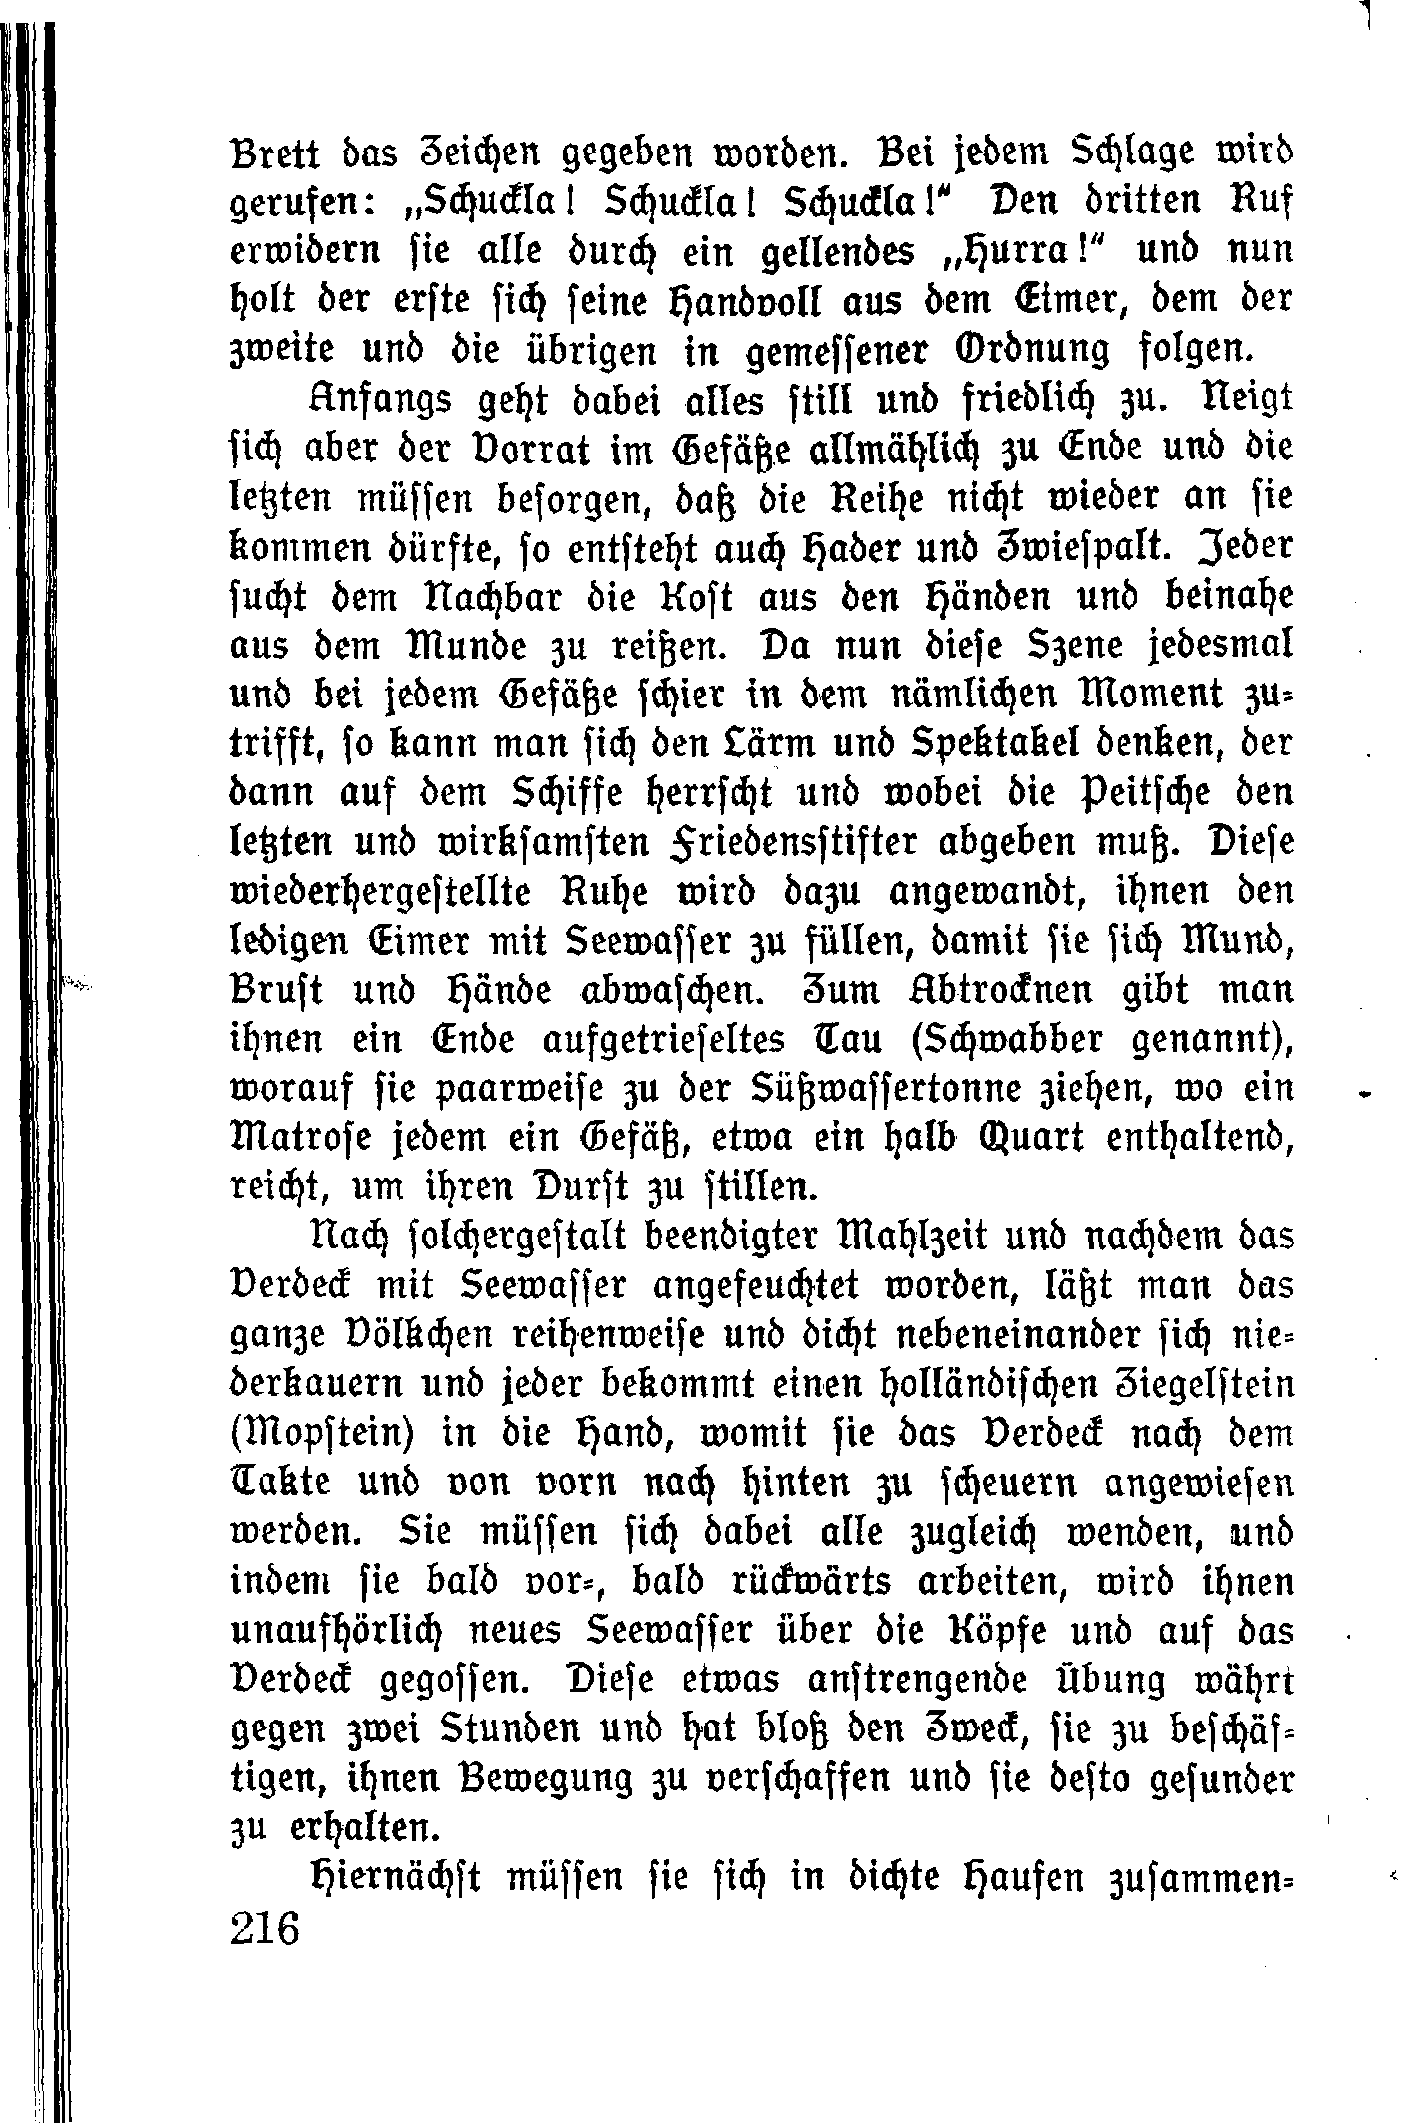 Brett das Zeichen gegeben worden. Bei jedem Schlage wird
gerufen: „Schuckla! Schuckla! Schuckla!“ Den dritten Ruf
erwidern sie alle durch ein gellendes „Hurra!“ und nun
holt der erste sich seine Handvoll aus dem Eimer, dem der
zweite und die übrigen in gemessener Ordnung folgen.
Anfangs geht dabei alles still und friedlich zu. Neigt
sich aber der Vorrat im Gefäße allmählich zu Ende und die
letzten müssen besorgen, daß die Reihe nicht wieder an sie
kommen dürfte, so entsteht auch Hader und Zwiespalt. Jeder
sucht dem Nachbar die Kost aus den Händen und beinahe
aus dem Munde zu reißen. Da nun diese Szene jedesmal
und bei jedem Gefäße schier in dem nämlichen Moment zu-
trifft, so kann man sich den Lärm und Spektakel denken, der
dann auf dem Schiffe herrscht und wobei die Peitsche den
letzten und wirksamsten Friedensstifter abgeben muß. Diese
wiederhergestellte Ruhe wird dazu angewandt, ihnen den
ledigen Eimer mit Seewasser zu füllen, damit sie sich Mund,
Brust und Hände abwaschen. Zum Abtrocknen gibt man
ihnen ein Ende aufgetrieseltes Tau (Schwabber genannt),
worauf sie paarweise zu der Süßwassertonne ziehen, wo ein
Matrose jedem ein Gefäß, etwa ein halb Quart enthaltend,
reicht, um ihren Durst zu stillen.
Nach solchergestalt beendigter Mahlzeit und nachdem das
Verdeck mit Seewasser angefeuchtet worden, läßt man das
ganze Völkchen reihenweise und dicht nebeneinander sich nie-
derkauern und jeder bekommt einen holländischen Ziegelstein
(Mopstein) in die Hand, womit sie das Verdeck nach dem
Takte und von vorn nach hinten zu scheuern angewiesen
werden. Sie müssen sich dabei alle zugleich wenden, und
indem sie bald vor-, bald rückwärts arbeiten, wird ihnen
unaufhörlich neues Seewasser über die Köpfe und auf das
Verdeck gegossen. Diese etwas anstrengende Übung währt
gegen zwei Stunden und hat bloß den Zweck, sie zu beschäf-
tigen, ihnen Bewegung zu verschaffen und sie desto gesunder
zu erhalten.
Hiernächst müssen sie sich in dichte Haufen zusammen-
216